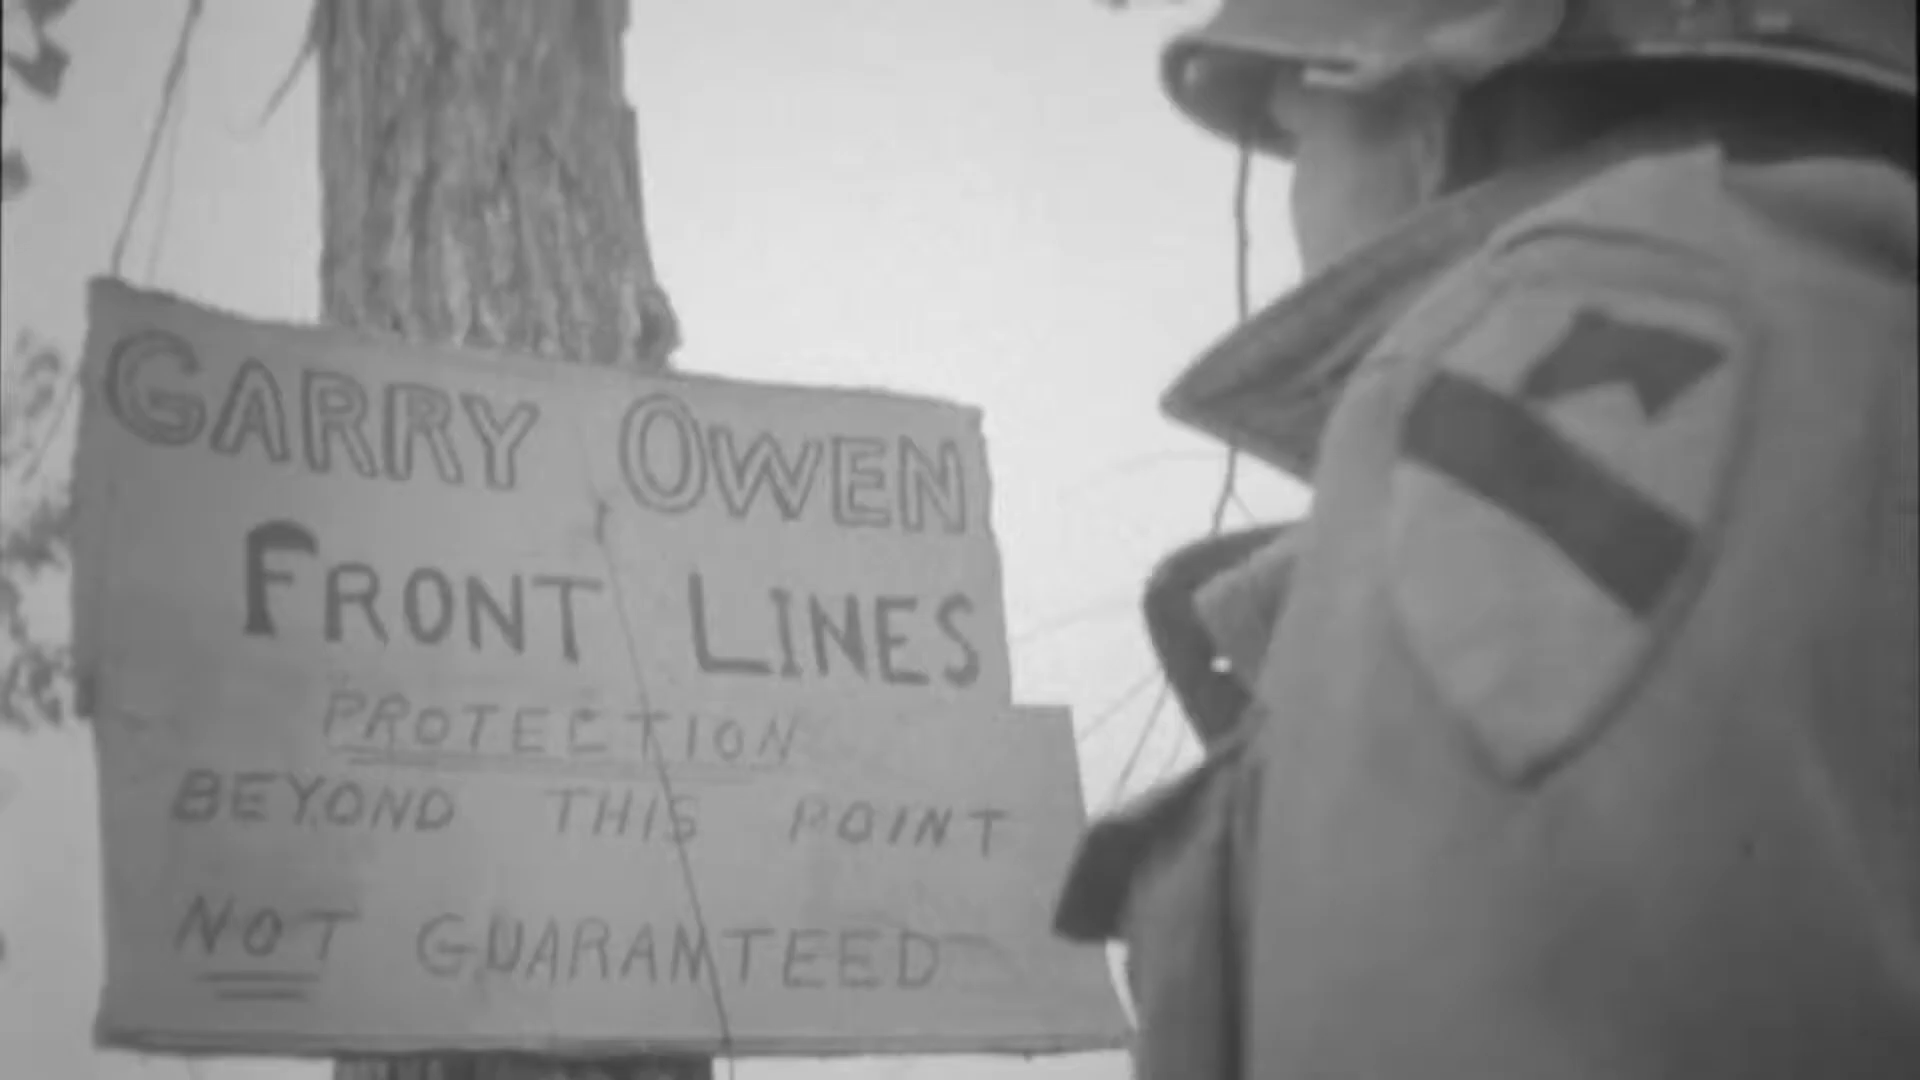 GARRY OWEN
FRONT LINES
PROTECTION
BEYOND THIS POINT
NOT GUARANTEED